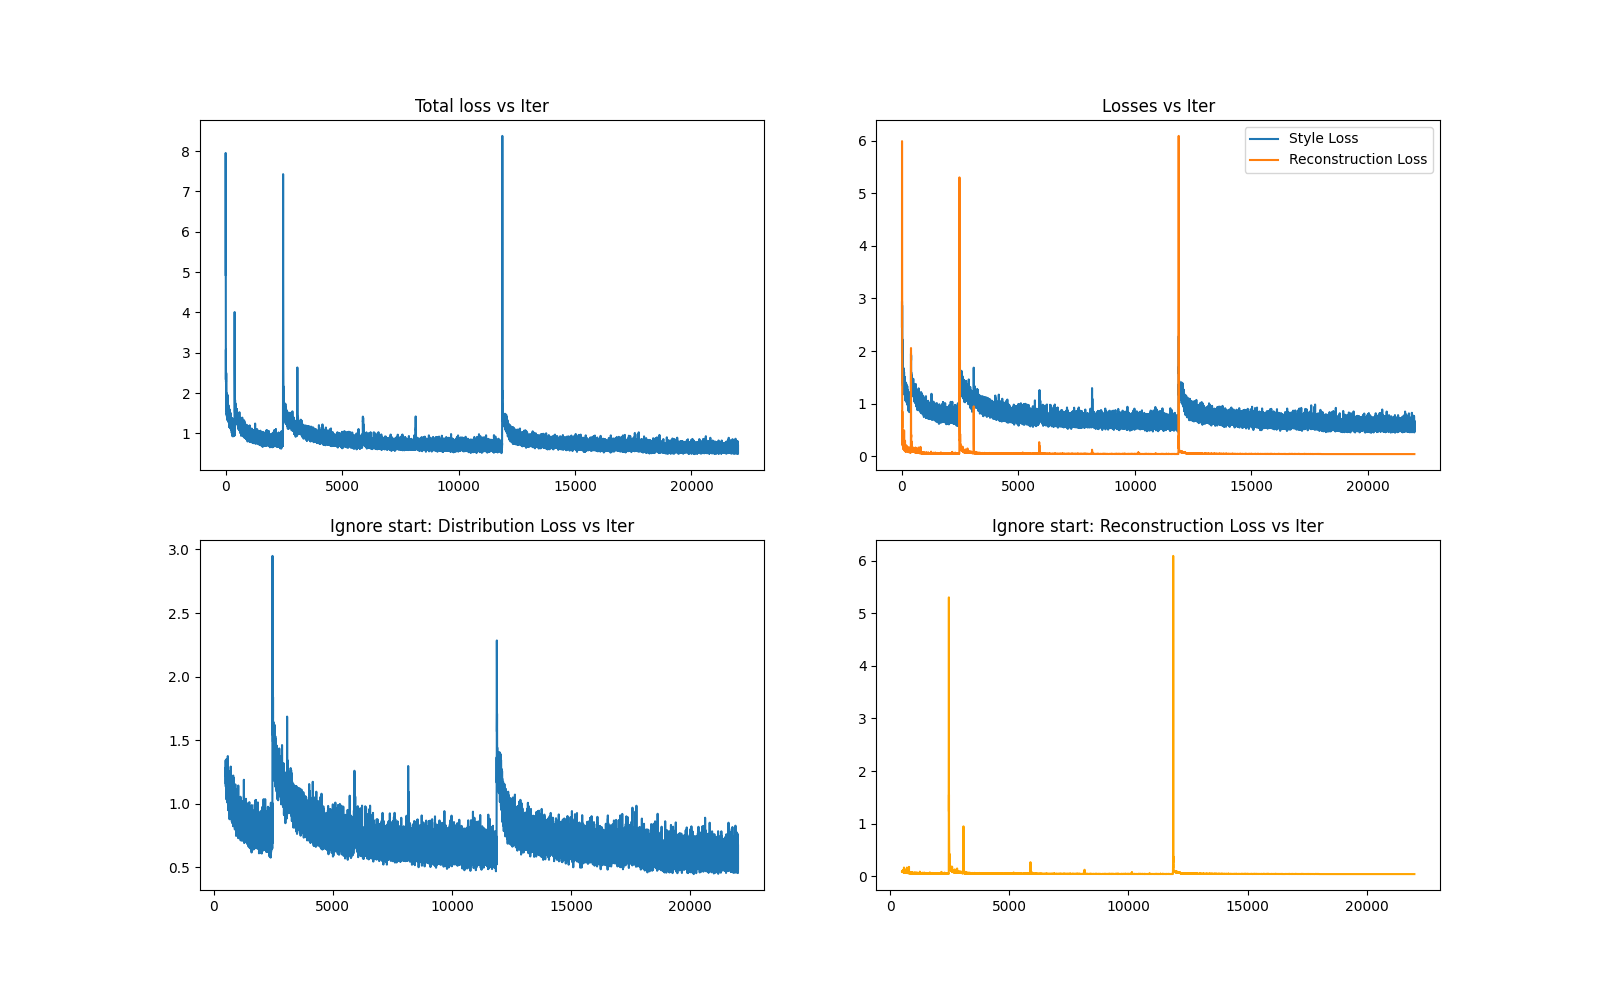 Total loss vs Iter
8
7
6
5
4
3
2
1
0 5000 10000 15000 20000
Losses vs Iter
Style Loss
Reconstruction Loss
6
5
4
3
2
1
0
0 5000 10000 15000 20000
Ignore start: Distribution Loss vs Iter
3.0
2.5
2.0
1.5
1.0
0.5
0 5000 10000 15000 20000
Ignore start: Reconstruction Loss vs Iter
6
5
4
3
2
1
0
0 5000 10000 15000 20000